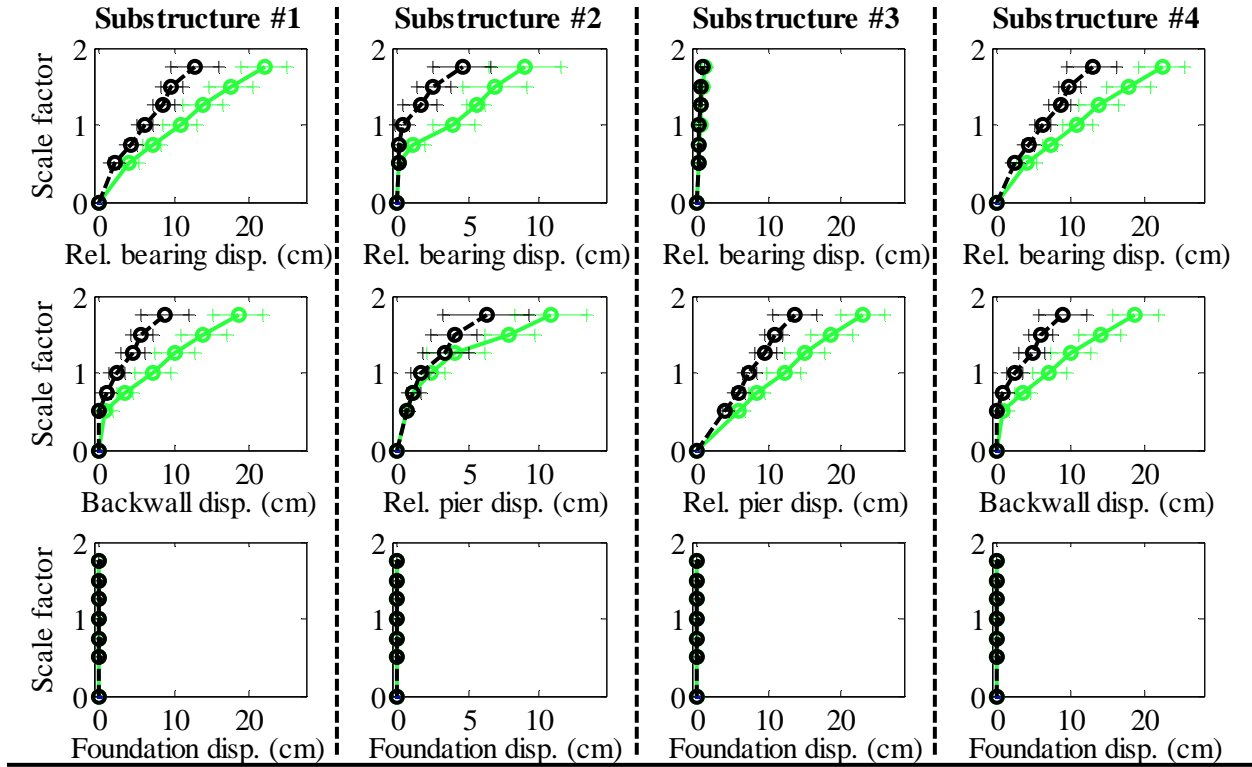 Substructure #1 Substructure #2 Substructure #3 Substructure #4
Scale factor
2
1
0
0 10 20
Rel. bearing disp. (cm)
2
1
0
0 5 10
Rel. bearing disp. (cm)
2
1
0
0 10 20
Rel. bearing disp. (cm)
2
1
0
0 10 20
Rel. bearing disp. (cm)
Scale factor
2
1
0
0 10 20
Backwall disp. (cm)
2
1
0
0 5 10
Rel. pier disp. (cm)
2
1
0
0 10 20
Rel. pier disp. (cm)
2
1
0
0 10 20
Backwall disp. (cm)
Scale factor
2
1
0
0 10 20
Foundation disp. (cm)
2
1
0
0 5 10
Foundation disp. (cm)
2
1
0
0 10 20
Foundation disp. (cm)
2
1
0
0 10 20
Foundation disp. (cm)